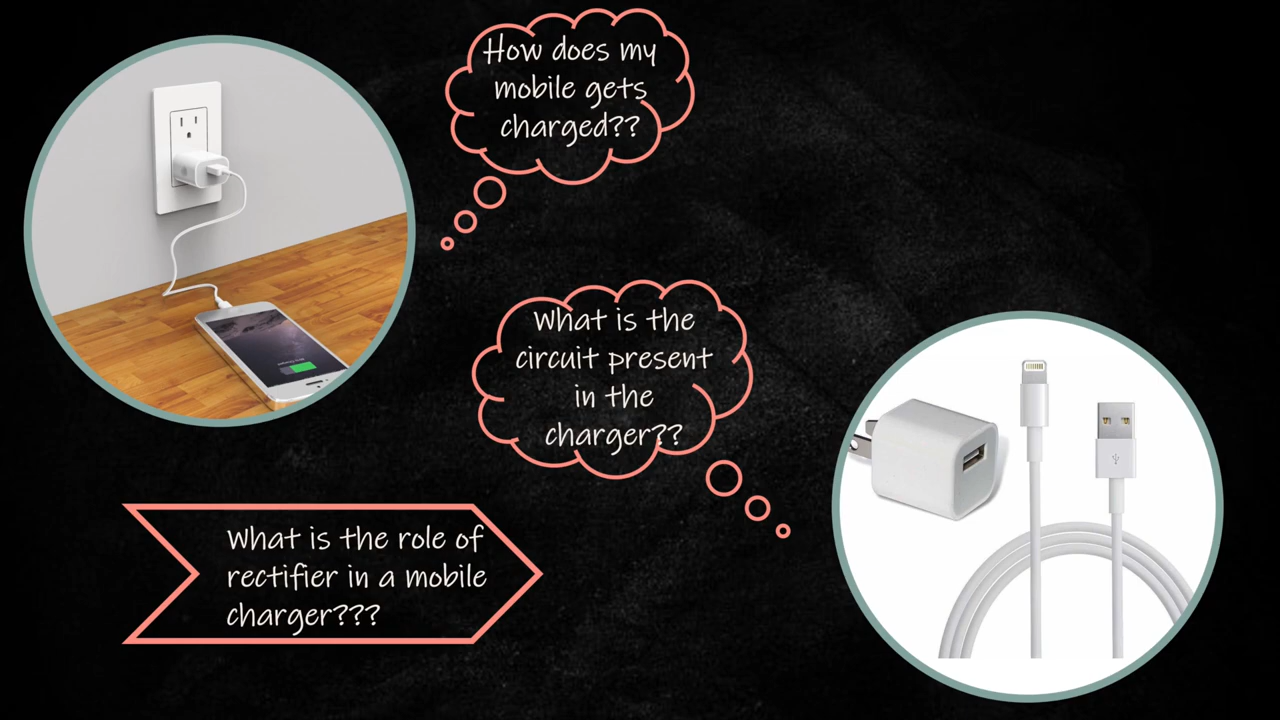 How does my
mobile gets
charged??
What is the
circuit present
in the
charger??
What is the role of
rectifier in a mobile
charger???